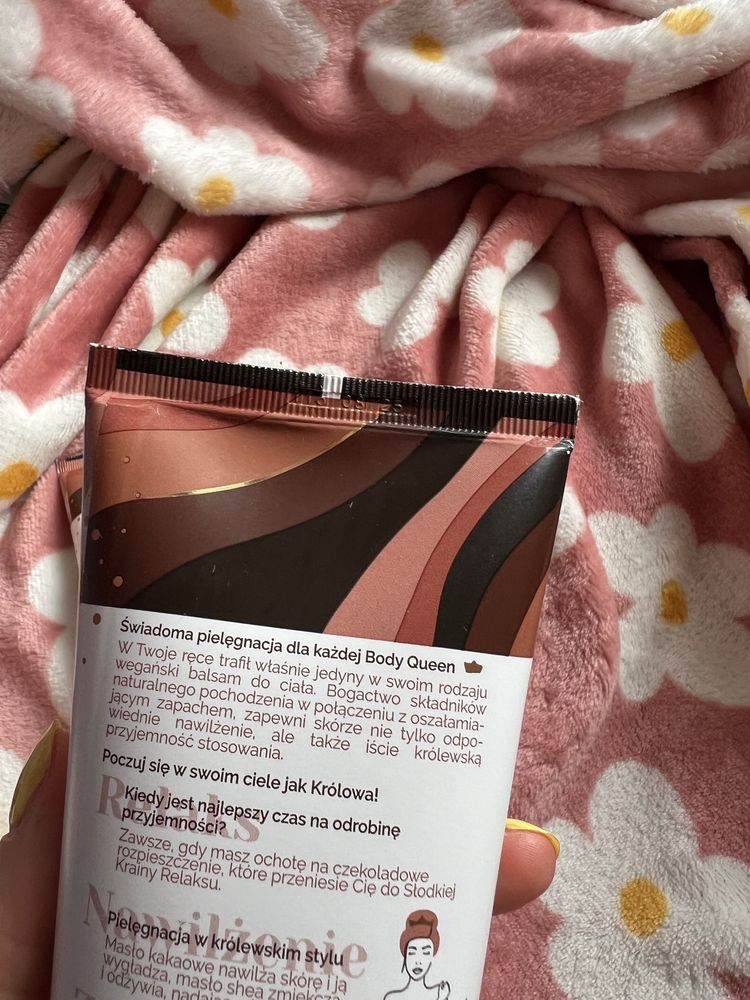 Świadoma pielęgnacja dla każdej Body Queen
W Twoje ręce trafił właśnie jedyny w swoim rodzaju
wegański balsam do ciała. Bogactwo składników
naturalnego pochodzenia w połączeniu z oszałamia-
jącym zapachem, zapewni skórze nie tylko odpo-
wiednie nawilżenie, ale także iście królewską
przyjemność stosowania.
Poczuj się w swoim ciele jak Królowa!
Relaks
Kiedy jest najlepszy czas na odrobinę
przyjemności?
Zawsze, gdy masz ochotę na czekoladowe
rozpieszczenie, które przeniesie Cię do Słodkiej
Krainy Relaksu.
Nawilżenie
Pielęgnacja w królewskim stylu
Masło kakaowe nawilża skórę i ją
wygładza, masło shea zmiękcza
i odżywia, nadając